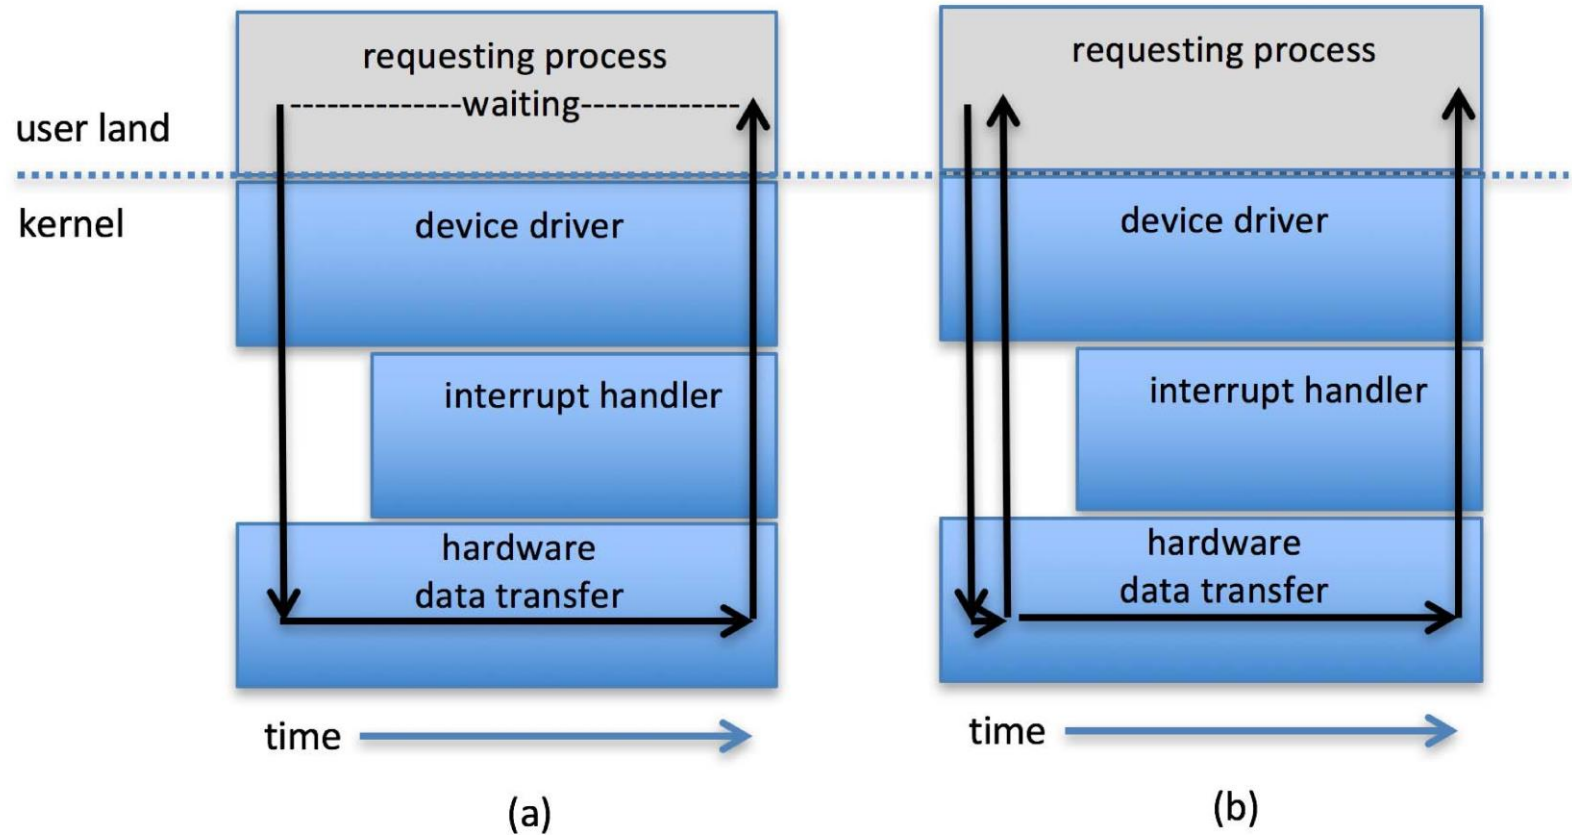 requesting process
------------waiting------------
user land
kernel
device driver
interrupt handler
hardware
data transfer
time
(a)
requesting process
device driver
interrupt handler
hardware
data transfer
time
(b)